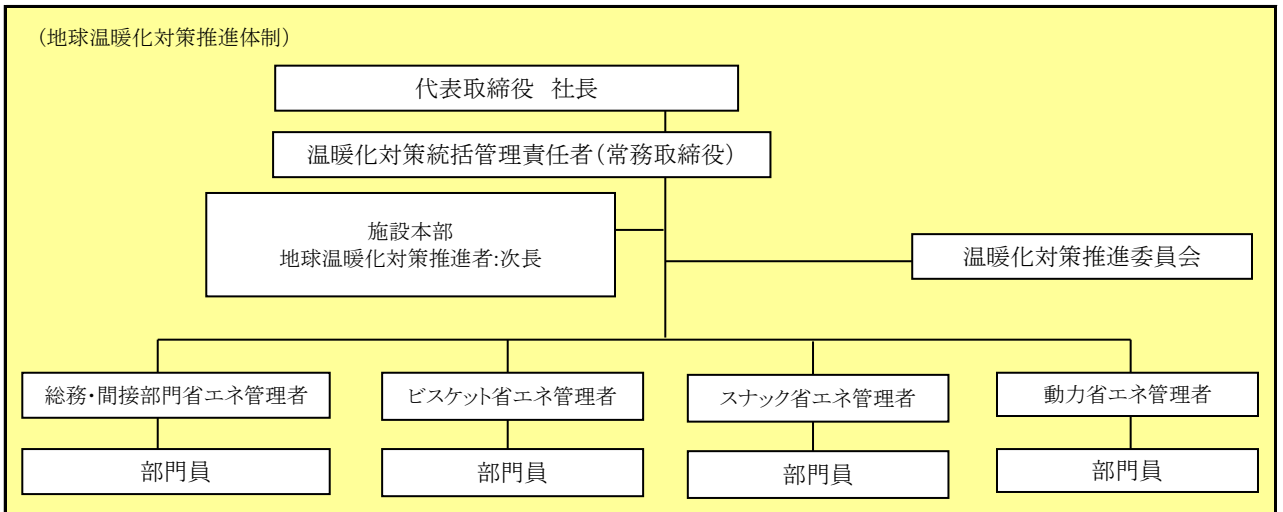 （地球温暖化対策推進体制）
代表取締役　社長
温暖化対策統括管理責任者（常務取締役）
施設本部
地球温暖化対策推進者:次長
温暖化対策推進委員会
総務・間接部門省エネ管理者
ビスケット省エネ管理者
スナック省エネ管理者
動力省エネ管理者
部門員
部門員
部門員
部門員